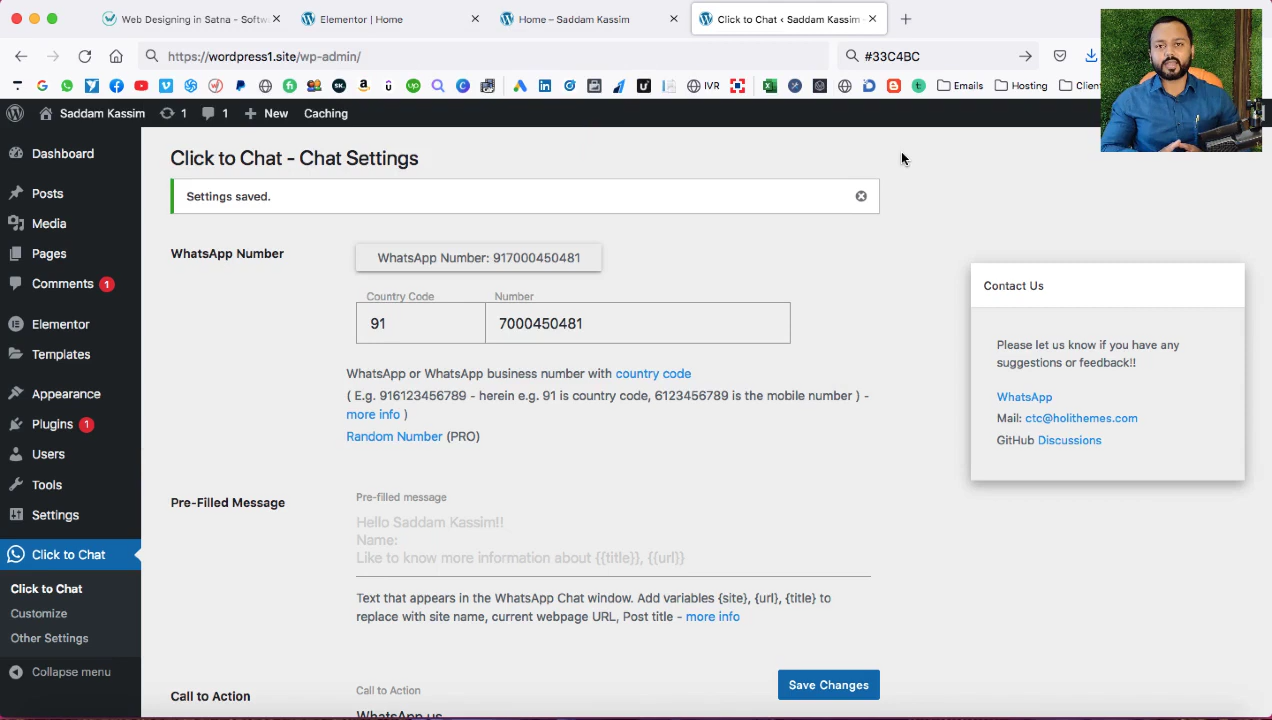 Web Designing in Satna - Softw
Elementor | Home
Home – Saddam Kassim
Click to Chat ‹ Saddam Kassim
https://wordpress1.site/wp-admin/
#33C4BC
IVR
Emails
Hosting
Client
Saddam Kassim
1
1
New
Caching
Dashboard
Posts
Media
Pages
Comments 1
Elementor
Templates
Appearance
Plugins 1
Users
Tools
Settings
Click to Chat
Click to Chat
Customize
Other Settings
Collapse menu
Click to Chat - Chat Settings
Settings saved.
WhatsApp Number
WhatsApp Number: 917000450481
Country Code
Number
91
7000450481
WhatsApp or WhatsApp business number with country code
( E.g. 916123456789 - herein e.g. 91 is country code, 6123456789 is the mobile number ) -
more info )
Random Number (PRO)
Pre-Filled Message
Pre-filled message
Hello Saddam Kassim!!
Name:
Like to know more information about {{title}}, {{url}}
Text that appears in the WhatsApp Chat window. Add variables {site}, {url}, {title} to
replace with site name, current webpage URL, Post title - more info
Call to Action
Call to Action
WhatsApp us
Save Changes
Contact Us
Please let us know if you have any
suggestions or feedback!!
WhatsApp
Mail: ctc@holithemes.com
GitHub Discussions